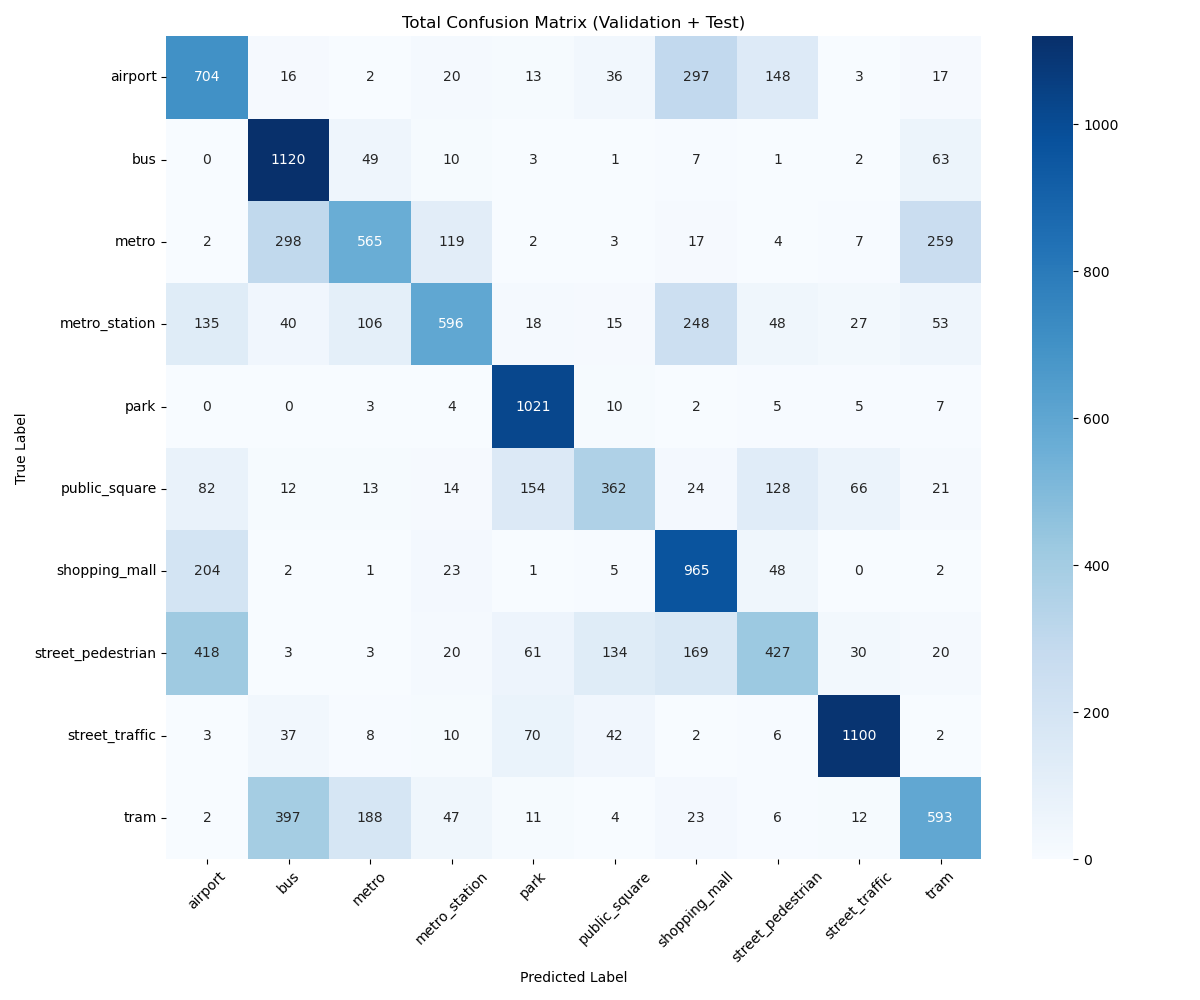 Total Confusion Matrix (Validation + Test)
airport 704 16 2 20 13 36 297 148 3 17
bus 0 1120 49 10 3 1 7 1 2 63
metro 2 298 565 119 2 3 17 4 7 259
metro_station 135 40 106 596 18 15 248 48 27 53
park 0 0 3 4 1021 10 2 5 5 7
public_square 82 12 13 14 154 362 24 128 66 21
shopping_mall 204 2 1 23 1 5 965 48 0 2
street_pedestrian 418 3 3 20 61 134 169 427 30 20
street_traffic 3 37 8 10 70 42 2 6 1100 2
tram 2 397 188 47 11 4 23 6 12 593
airport bus metro metro_station park public_square shopping_mall street_pedestrian street_traffic tram
Predicted Label
True Label
1000
800
600
400
200
0